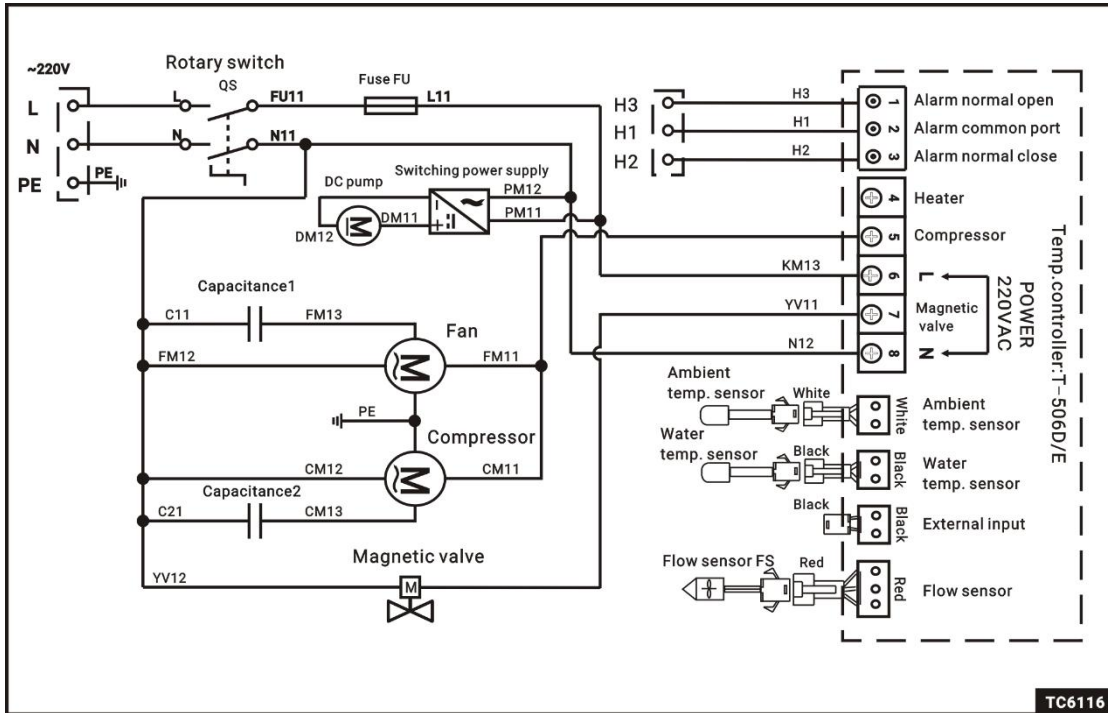 ~220V
Rotary switch
QS
Fuse FU
L
L
FU11
L11
N
N
N11
PE
PE
H3
H1
H2
H3
H1
H2
1
2
3
Alarm normal open
Alarm common port
Alarm normal close
DC pump
Switching power supply
DM12
M
DM11
-
+
~
PM12
PM11
4
5
6
7
8
Heater
Compressor
KM13
L
YV11
Magnetic
valve
N12
N
POWER
220VAC
Temp.controller:T-506D/E
Capacitance1
C11
FM13
Fan
FM12
M
FM11
PE
Compressor
CM12
M
CM11
Capacitance2
C21
CM13
Magnetic valve
YV12
M
Ambient
temp. sensor
White
White
Ambient
temp. sensor
Water
temp. sensor
Black
Black
Water
temp. sensor
Black
Black
External input
Flow sensor FS
Red
Red
Flow sensor
TC6116